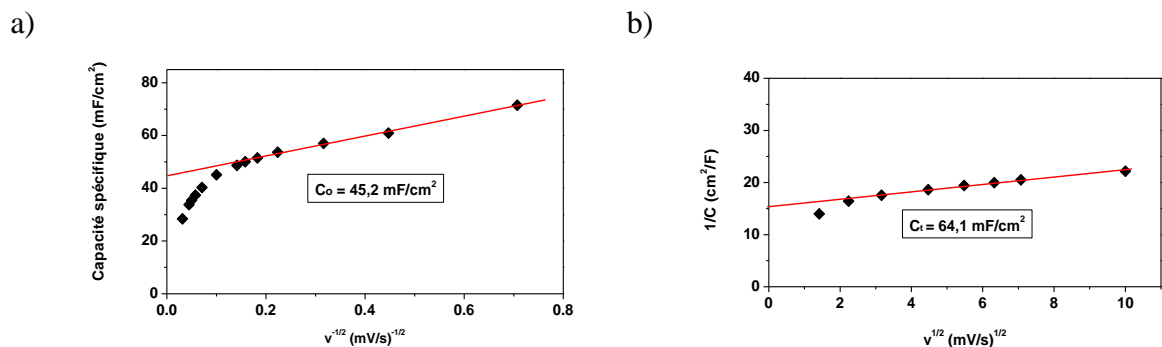 a)
b)
Capacité spécifique (mF/cm²)
80
60
40
20
0
C₀ = 45,2 mF/cm²
0.0 0.2 0.4 0.6 0.8
v⁻¹/² (mV/s)⁻¹/²
1/C (cm²/F)
40
30
20
10
0
Cₜ = 64,1 mF/cm²
0 2 4 6 8 10
v¹/² (mV/s)¹/²